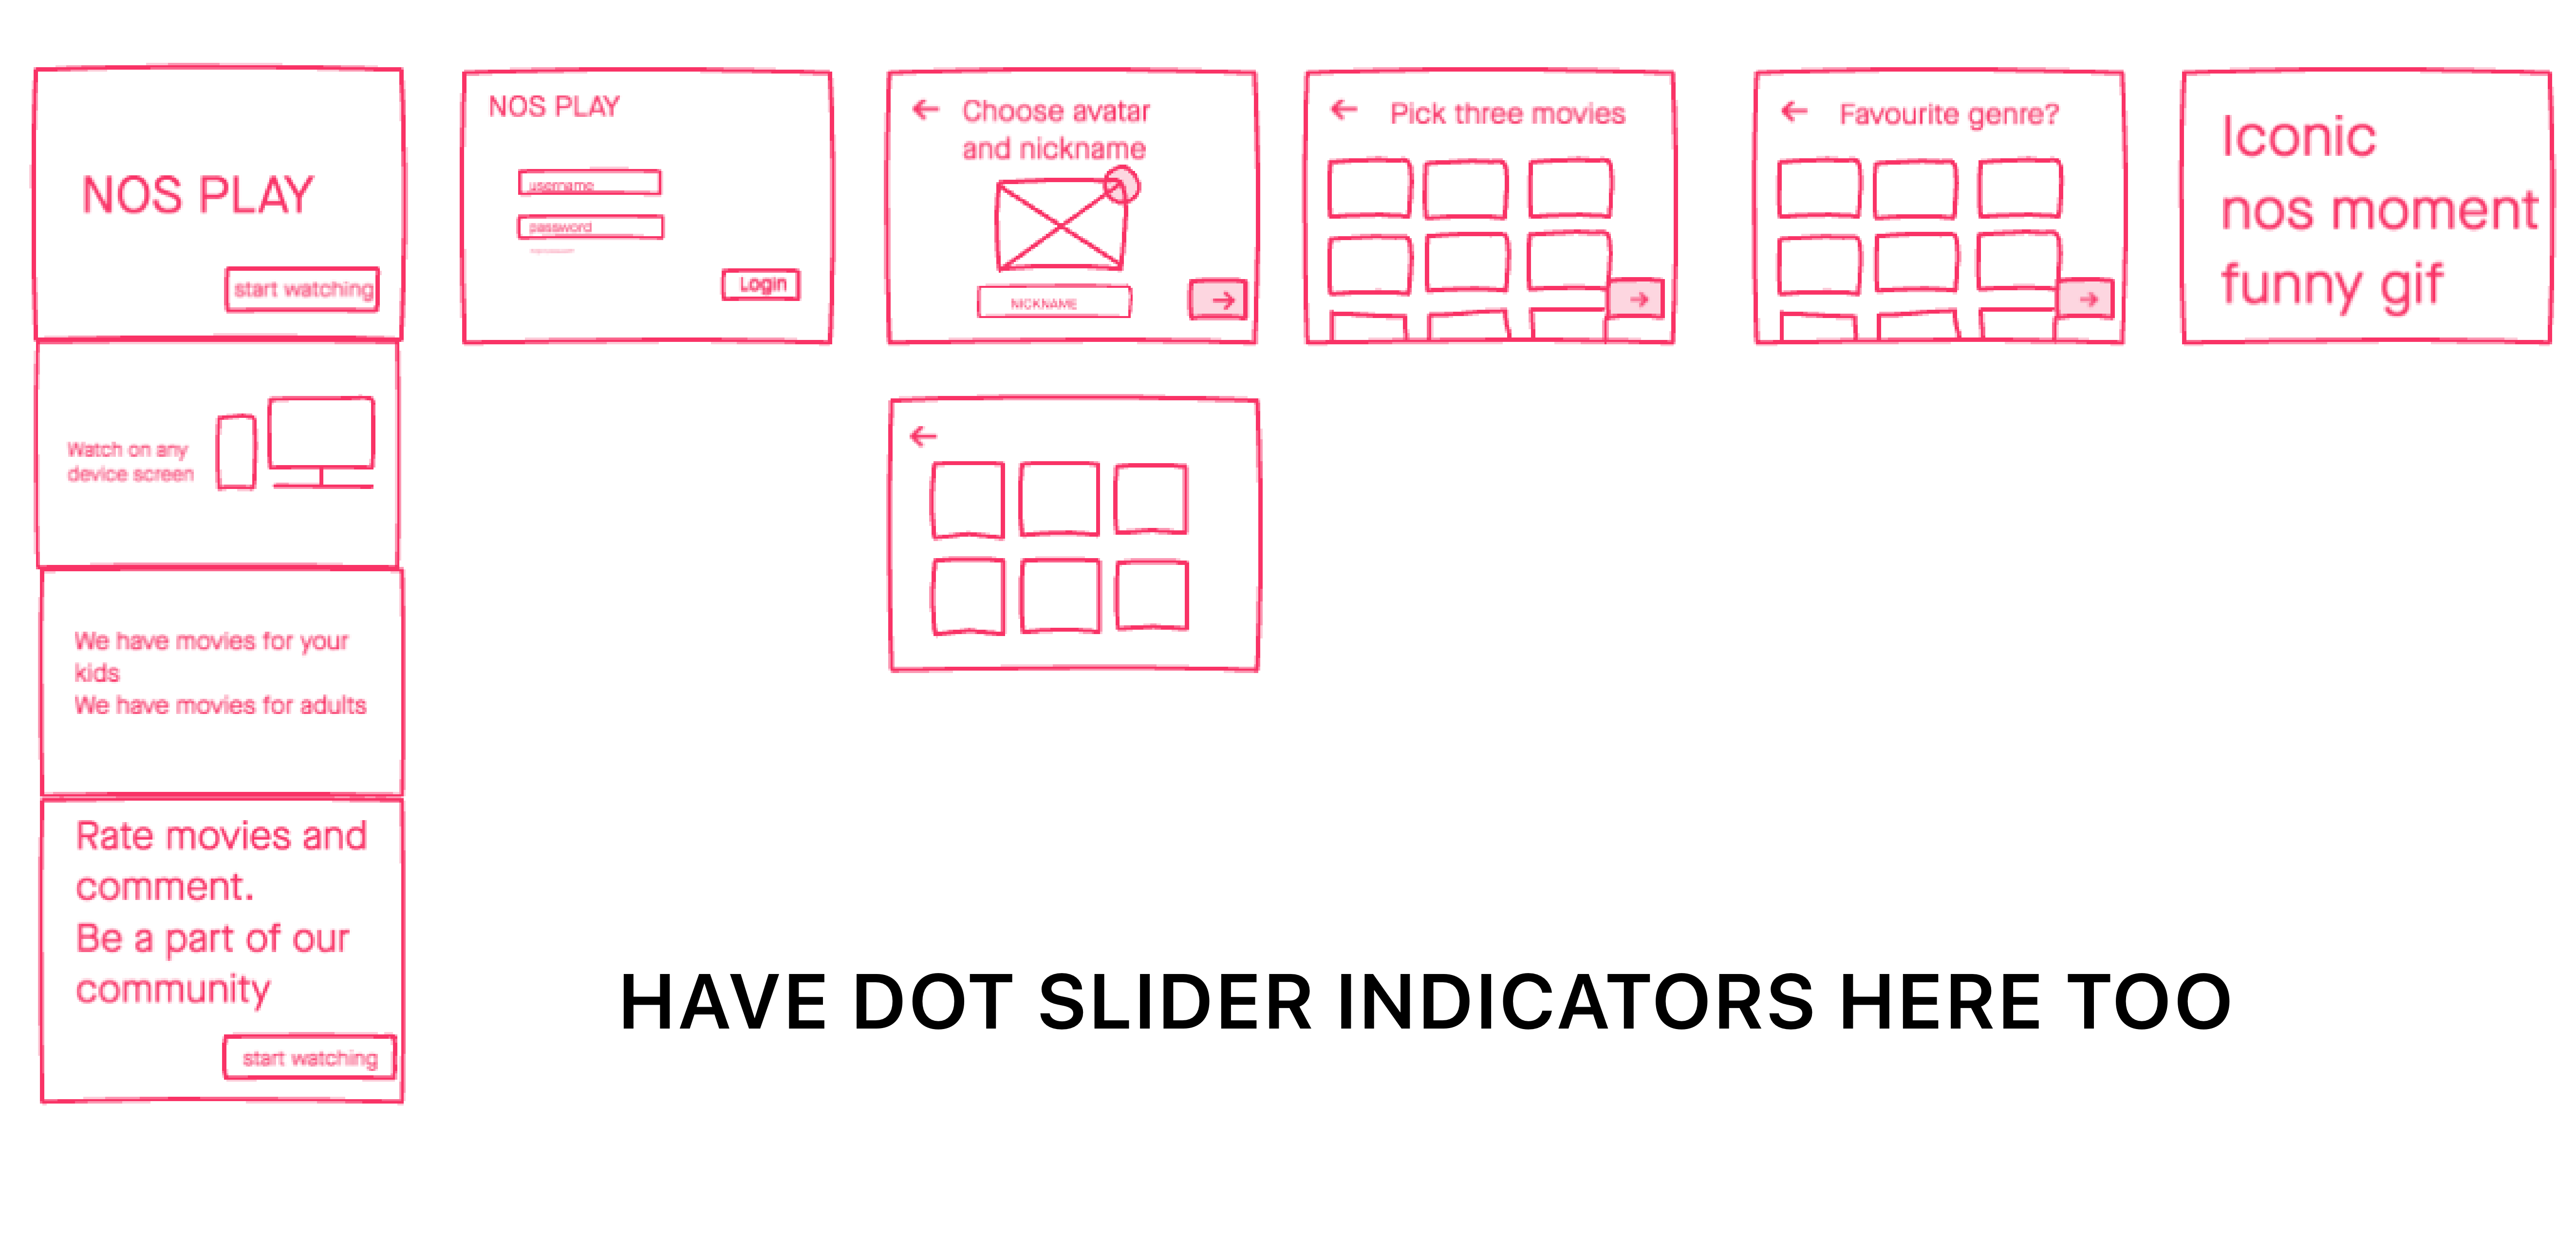 NOS PLAY
start watching
Watch on any
device screen
We have movies for your
kids
We have movies for adults
Rate movies and
comment.
Be a part of our
community
start watching
NOS PLAY
username
password
Login
← Choose avatar
and nickname
NICKNAME
→
←
← Pick three movies
→
← Favourite genre?
→
Iconic
nos moment
funny gif
HAVE DOT SLIDER INDICATORS HERE TOO